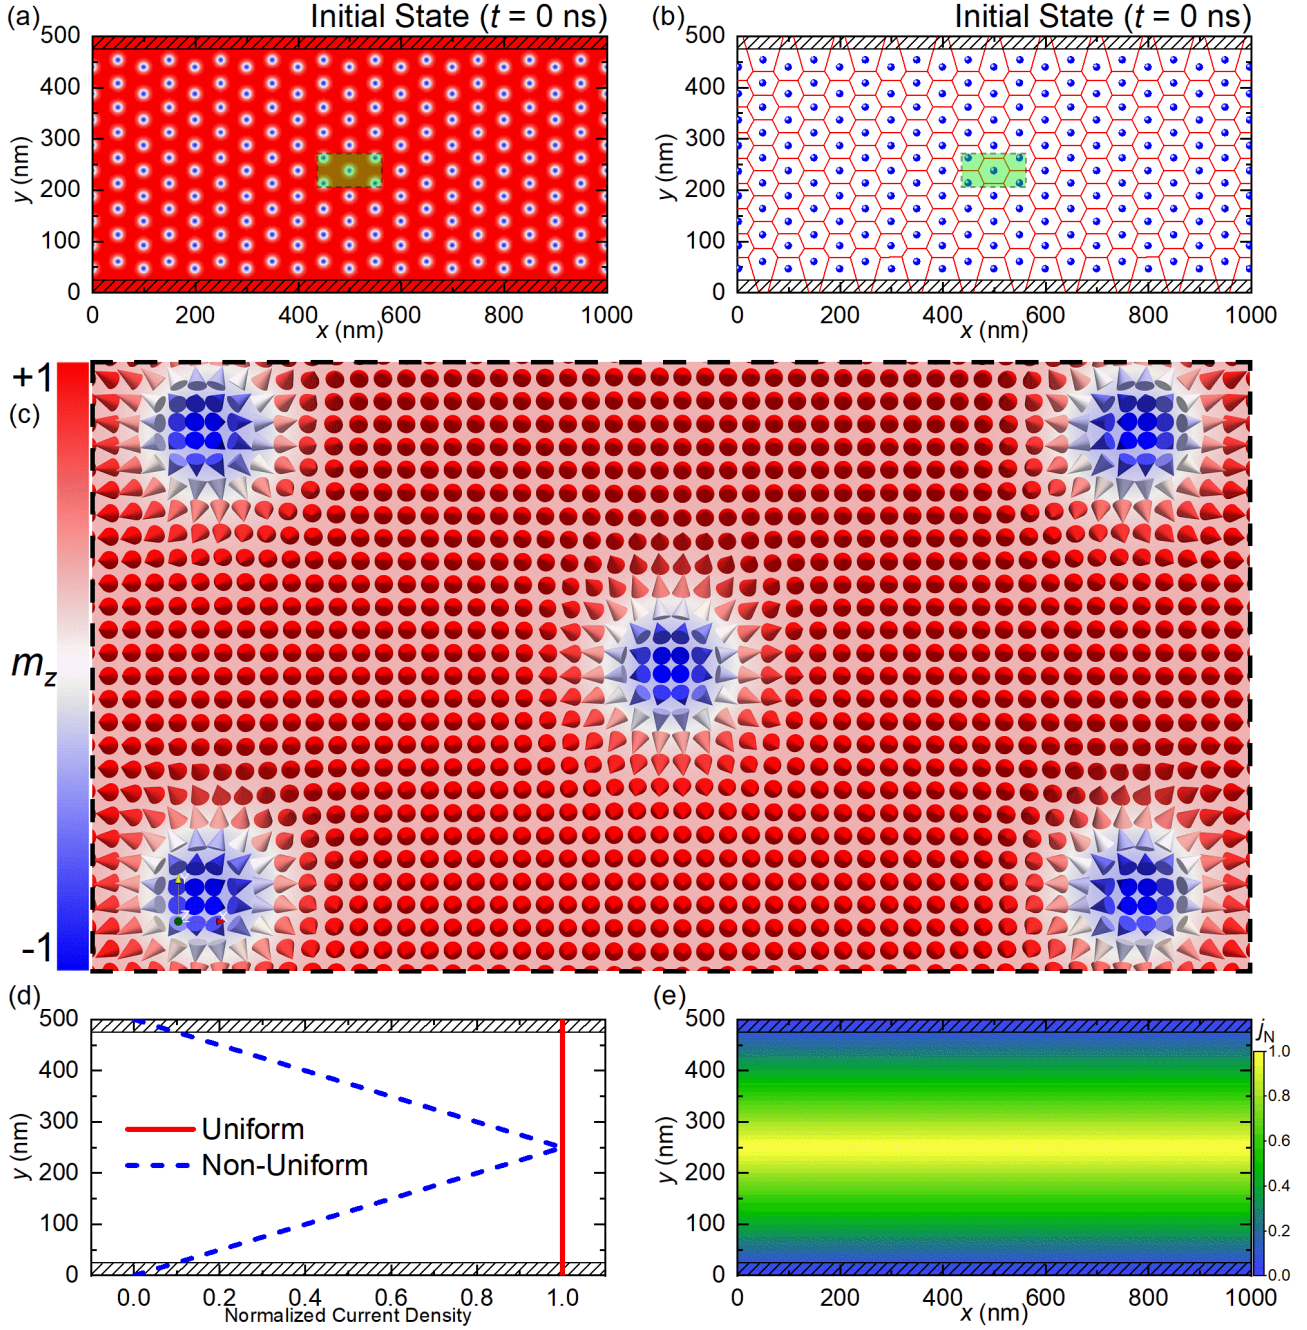 (a) Initial State (t = 0 ns)
500
400
300
200
100
0
y (nm)
0 200 400 600 800 1000
x (nm)
(b) Initial State (t = 0 ns)
500
400
300
200
100
0
y (nm)
0 200 400 600 800 1000
x (nm)
+1
(c)
m_z
-1
z
(d)
500
400
300
200
100
0
y (nm)
Uniform
Non-Uniform
0.0 0.2 0.4 0.6 0.8 1.0
Normalized Current Density
(e)
500
400
300
200
100
0
y (nm)
0 200 400 600 800 1000
x (nm)
j_N
1.0
0.8
0.6
0.4
0.2
0.0